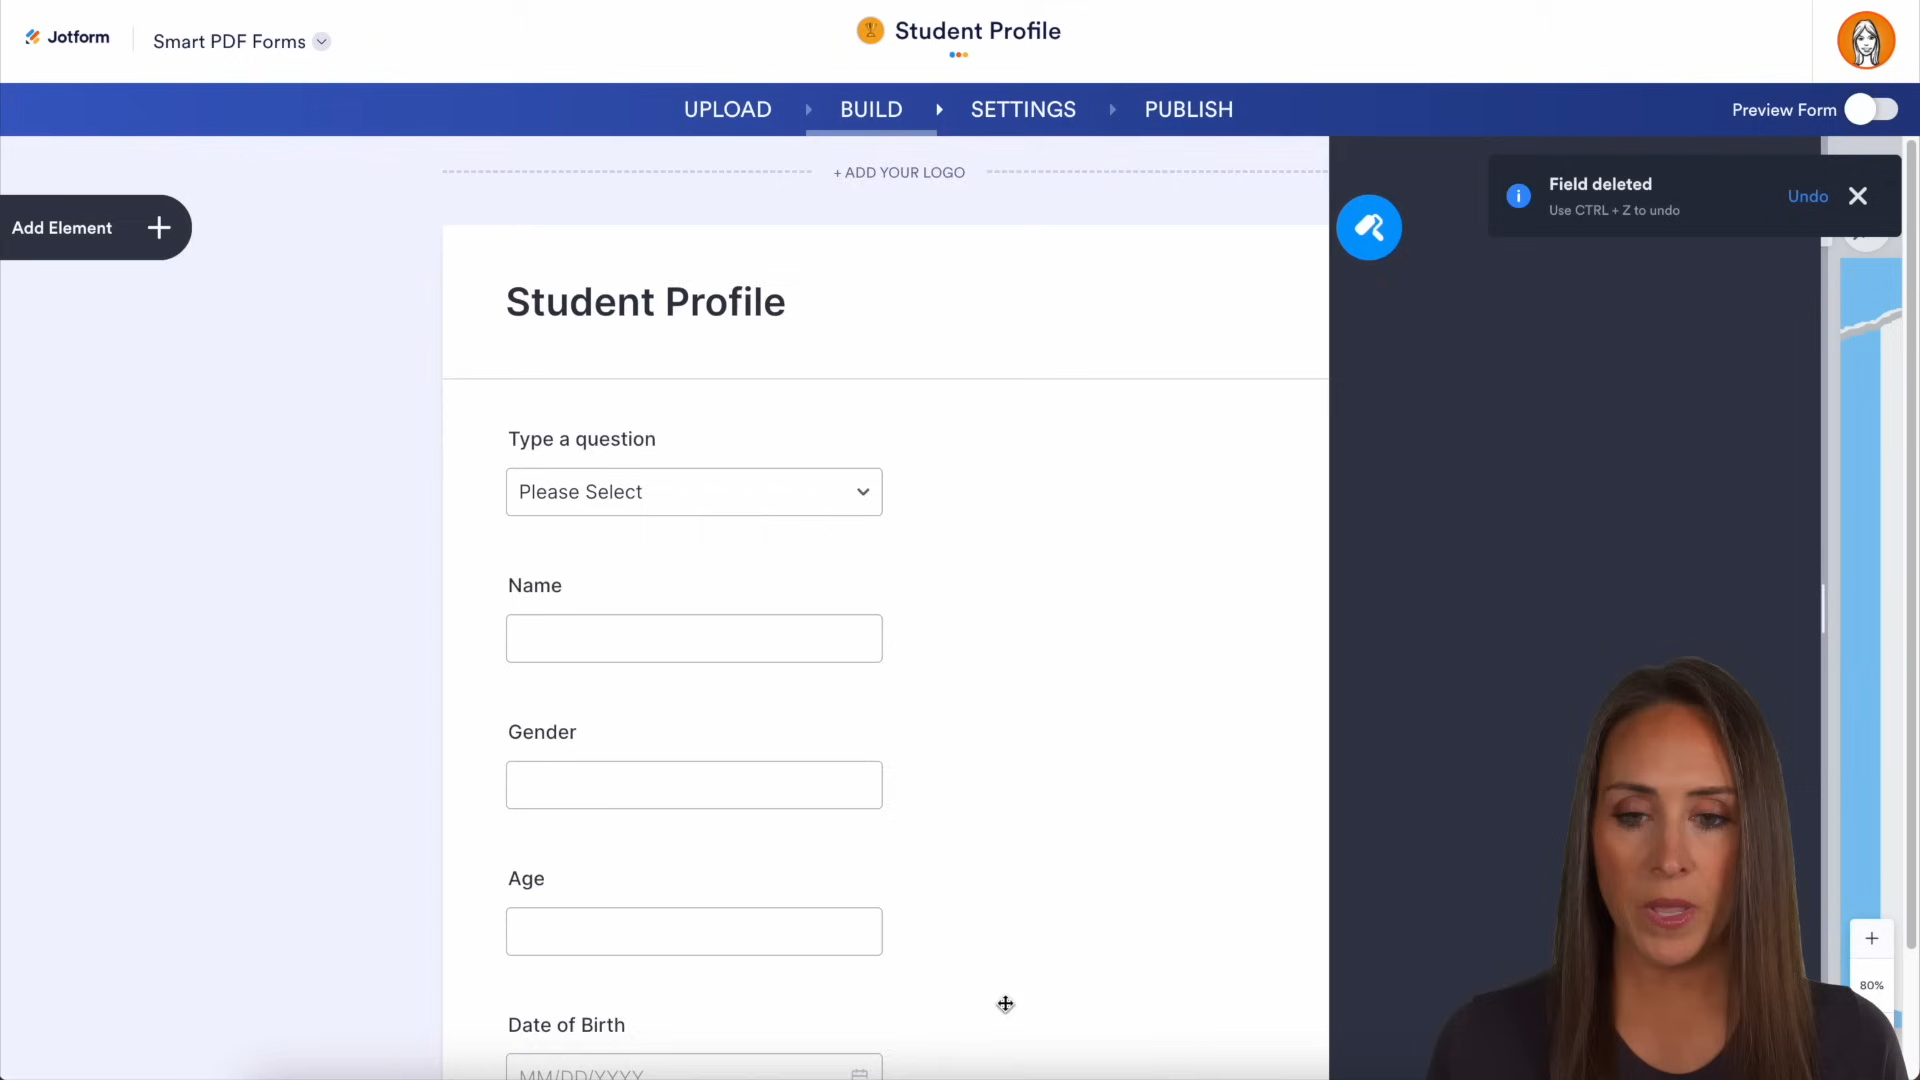 Jotform
Smart PDF Forms
Student Profile
UPLOAD
BUILD
SETTINGS
PUBLISH
Preview Form
+ ADD YOUR LOGO
Add Element
Field deleted
Use CTRL + Z to undo
Undo
Student Profile
Type a question
Please Select
Name
Gender
Age
Date of Birth
MM/DD/YYYY
80%